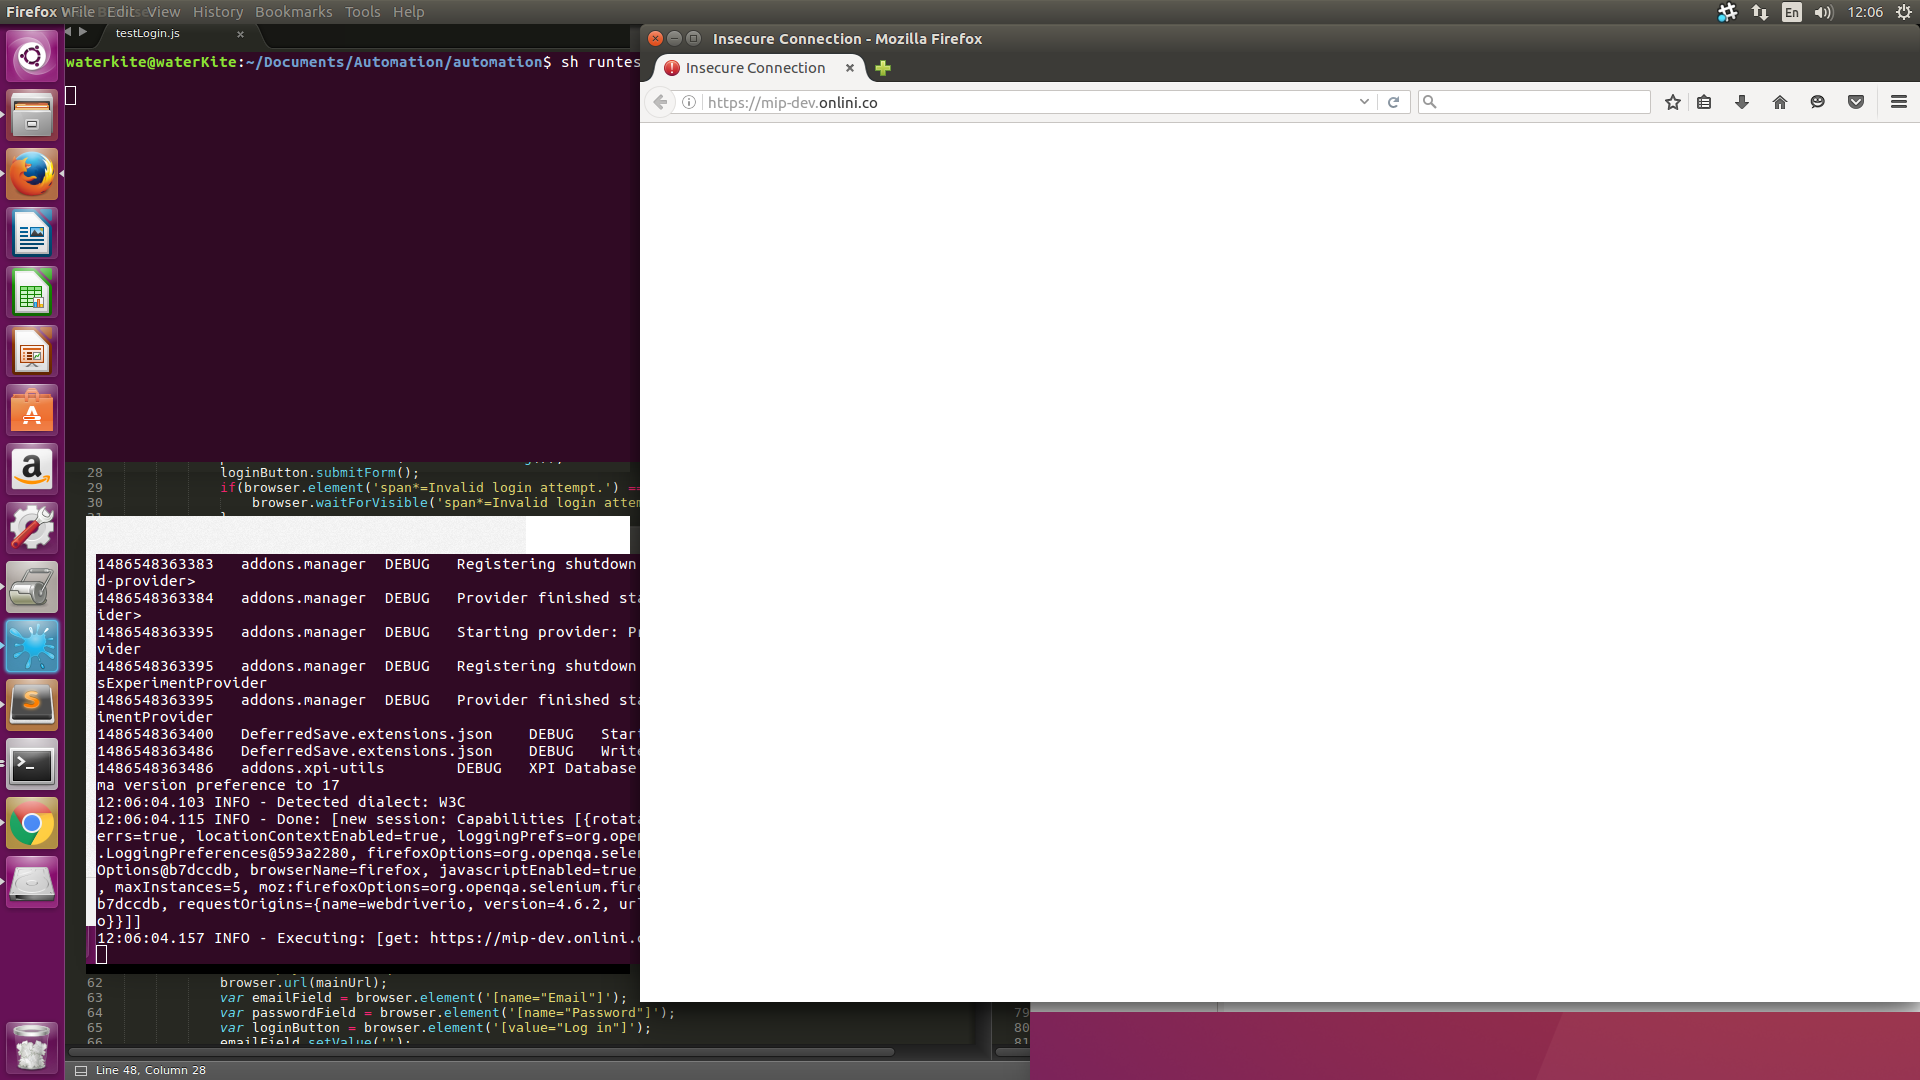 Firefox File Edit View History Bookmarks Tools Help
En
12:06
testLogin.js
waterkite@waterKite:~/Documents/Automation/automation$ sh runtes
Insecure Connection - Mozilla Firefox
Insecure Connection
https://mip-dev.onlini.co
28 loginButton.submitForm();
29 if(browser.element('span*=Invalid login attempt.') ==
30 browser.waitForVisible('span*=Invalid login attem
1486548363383 addons.manager DEBUG Registering shutdown
d-provider>
1486548363384 addons.manager DEBUG Provider finished sta
ider>
1486548363395 addons.manager DEBUG Starting provider: Pr
vider
1486548363395 addons.manager DEBUG Registering shutdown
sExperimentProvider
1486548363395 addons.manager DEBUG Provider finished sta
imentProvider
1486548363400 DeferredSave.extensions.json DEBUG Star
1486548363486 DeferredSave.extensions.json DEBUG Write
1486548363486 addons.xpi-utils DEBUG XPI Database
ma version preference to 17
12:06:04.103 INFO - Detected dialect: W3C
12:06:04.115 INFO - Done: [new session: Capabilities [{rotata
errs=true, locationContextEnabled=true, loggingPrefs=org.open
.LoggingPreferences@593a2280, firefoxOptions=org.openqa.selen
Options@b7dccdb, browserName=firefox, javascriptEnabled=true
, maxInstances=5, moz:firefoxOptions=org.openqa.selenium.fire
b7dccdb, requestOrigins={name=webdriverio, version=4.6.2, url
o}}]]
12:06:04.157 INFO - Executing: [get: https://mip-dev.onlini.c
62 browser.url(mainUrl);
63 var emailField = browser.element('[name="Email"]');
64 var passwordField = browser.element('[name="Password"]');
65 var loginButton = browser.element('[value="Log in"]');
66 emailField.setValue('');
79
80
81
Line 48, Column 28